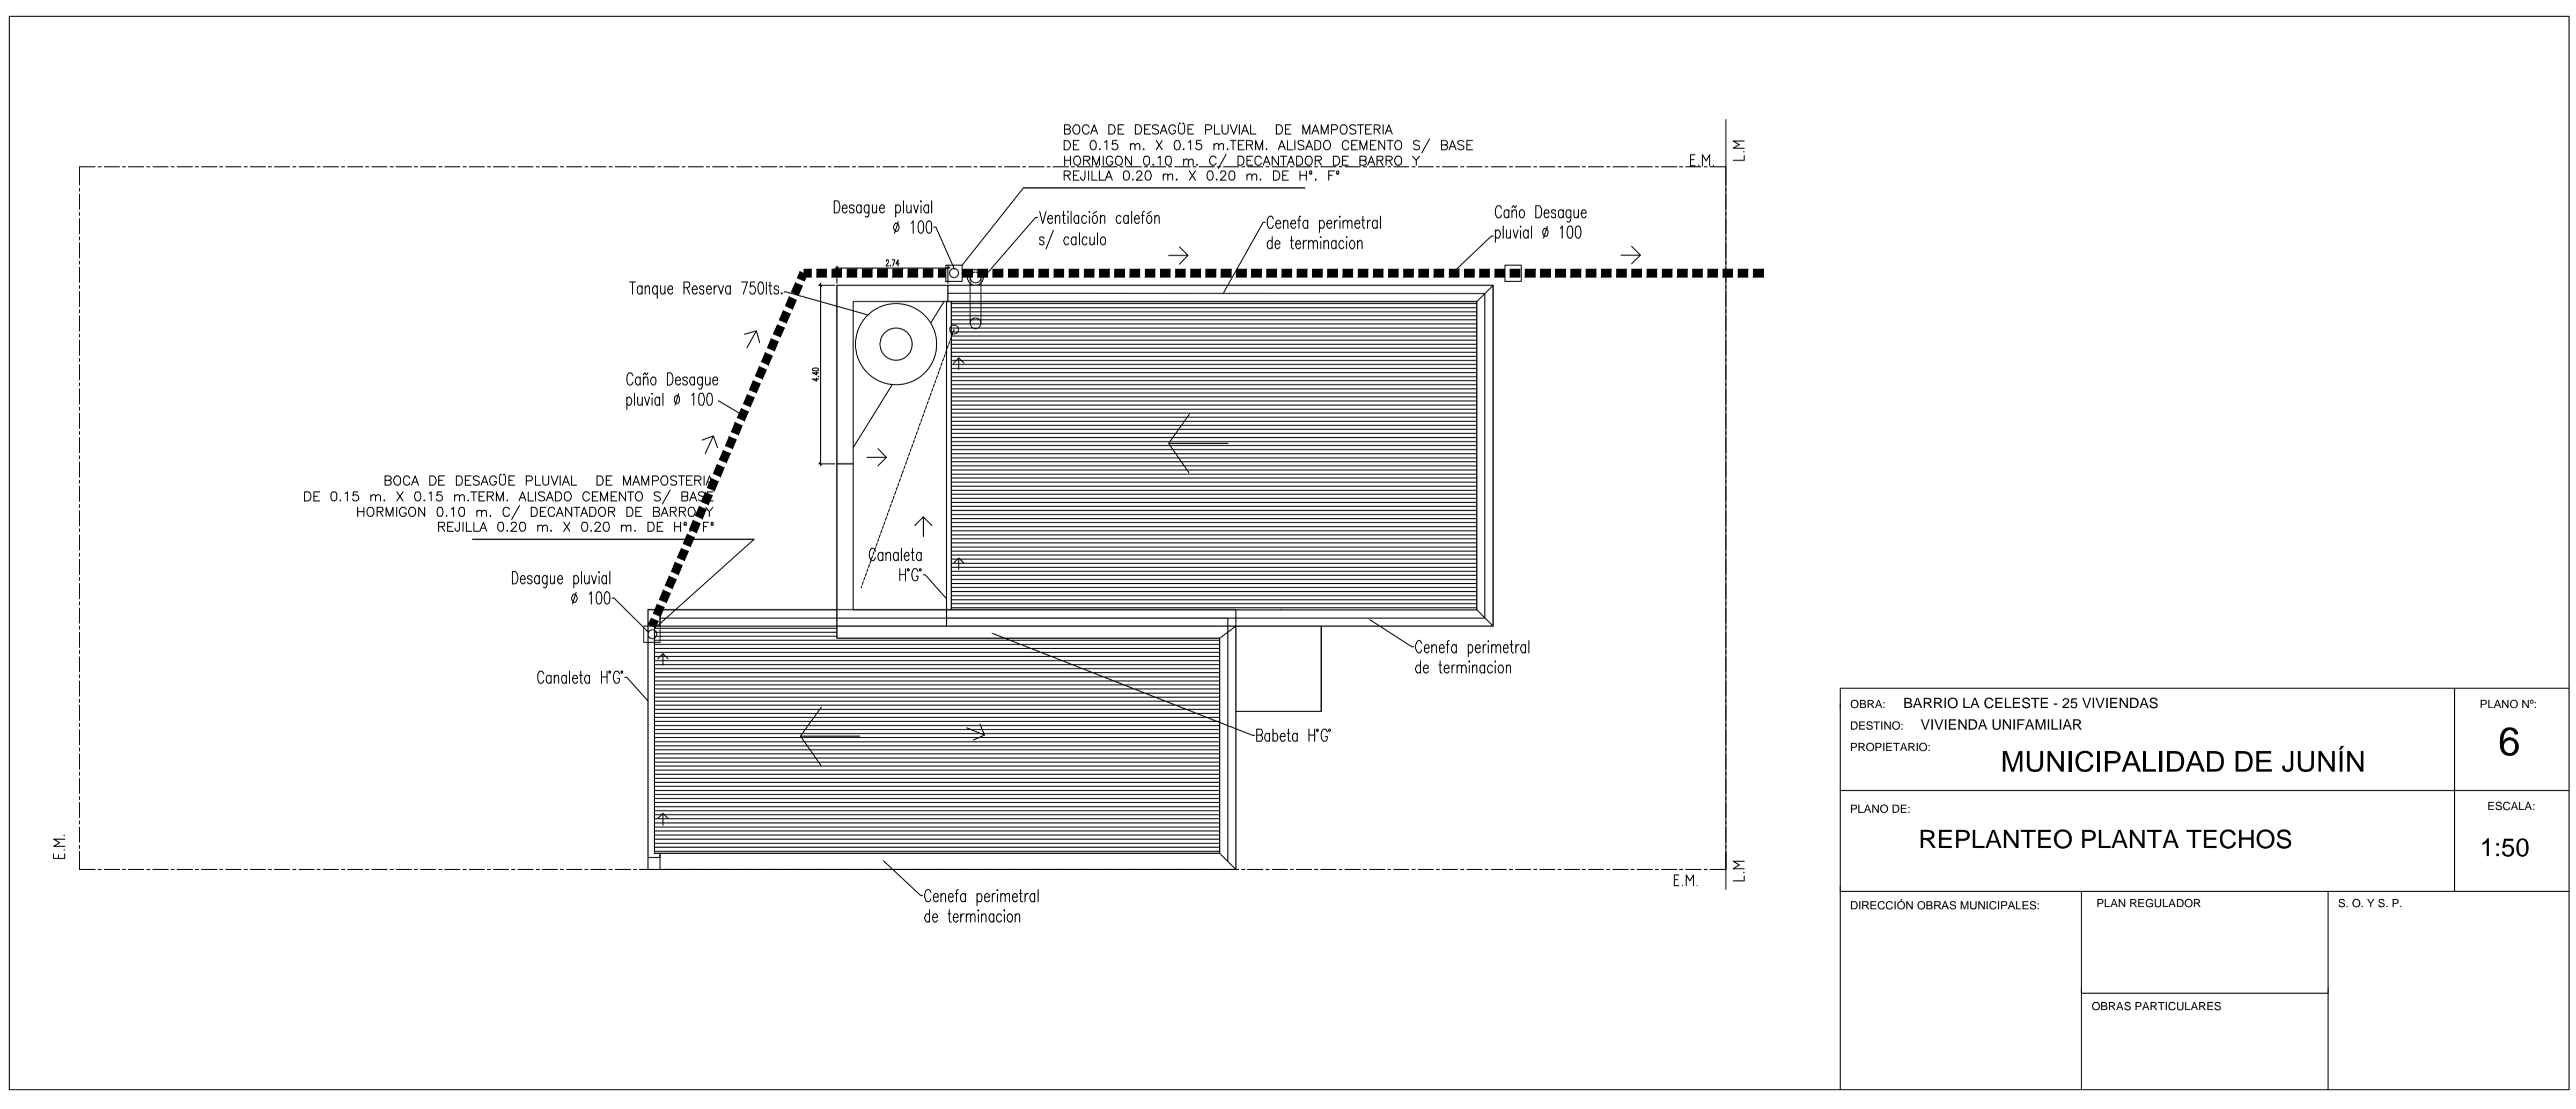 BOCA DE DESAGÜE PLUVIAL DE MAMPOSTERIA
DE 0.15 m. X 0.15 m.TERM. ALISADO CEMENTO S/ BASE
HORMIGON 0.10 m. C/ DECANTADOR DE BARRO Y
REJILLA 0.20 m. X 0.20 m. DE Hº. Fº
E.M.
L.M
Desague pluvial
ø 100
Ventilación calefón
s/ calculo
Cenefa perimetral
de terminacion
Caño Desague
pluvial ø 100
2.74
Tanque Reserva 750lts.
4.40
Caño Desague
pluvial ø 100
BOCA DE DESAGÜE PLUVIAL DE MAMPOSTERIA
DE 0.15 m. X 0.15 m.TERM. ALISADO CEMENTO S/ BASE
HORMIGON 0.10 m. C/ DECANTADOR DE BARRO Y
REJILLA 0.20 m. X 0.20 m. DE Hº. Fº
Canaleta
H°G°
Desague pluvial
ø 100
Cenefa perimetral
de terminacion
Canaleta H°G°
Babeta H°G°
E.M.
E.M.
L.M
Cenefa perimetral
de terminacion
OBRA: BARRIO LA CELESTE - 25 VIVIENDAS
DESTINO: VIVIENDA UNIFAMILIAR
PROPIETARIO:
MUNICIPALIDAD DE JUNÍN
PLANO Nº:
6
PLANO DE:
REPLANTEO PLANTA TECHOS
ESCALA:
1:50
DIRECCIÓN OBRAS MUNICIPALES:
PLAN REGULADOR
S. O. Y S. P.
OBRAS PARTICULARES